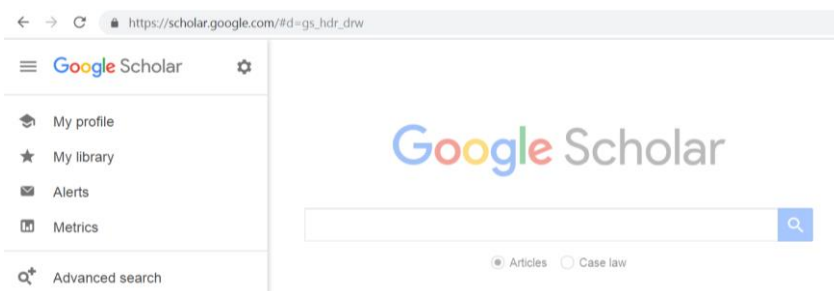 https://scholar.google.com/#d=gs_hdr_drw
Google Scholar
My profile
My library
Alerts
Metrics
Advanced search
Google Scholar
Articles Case law